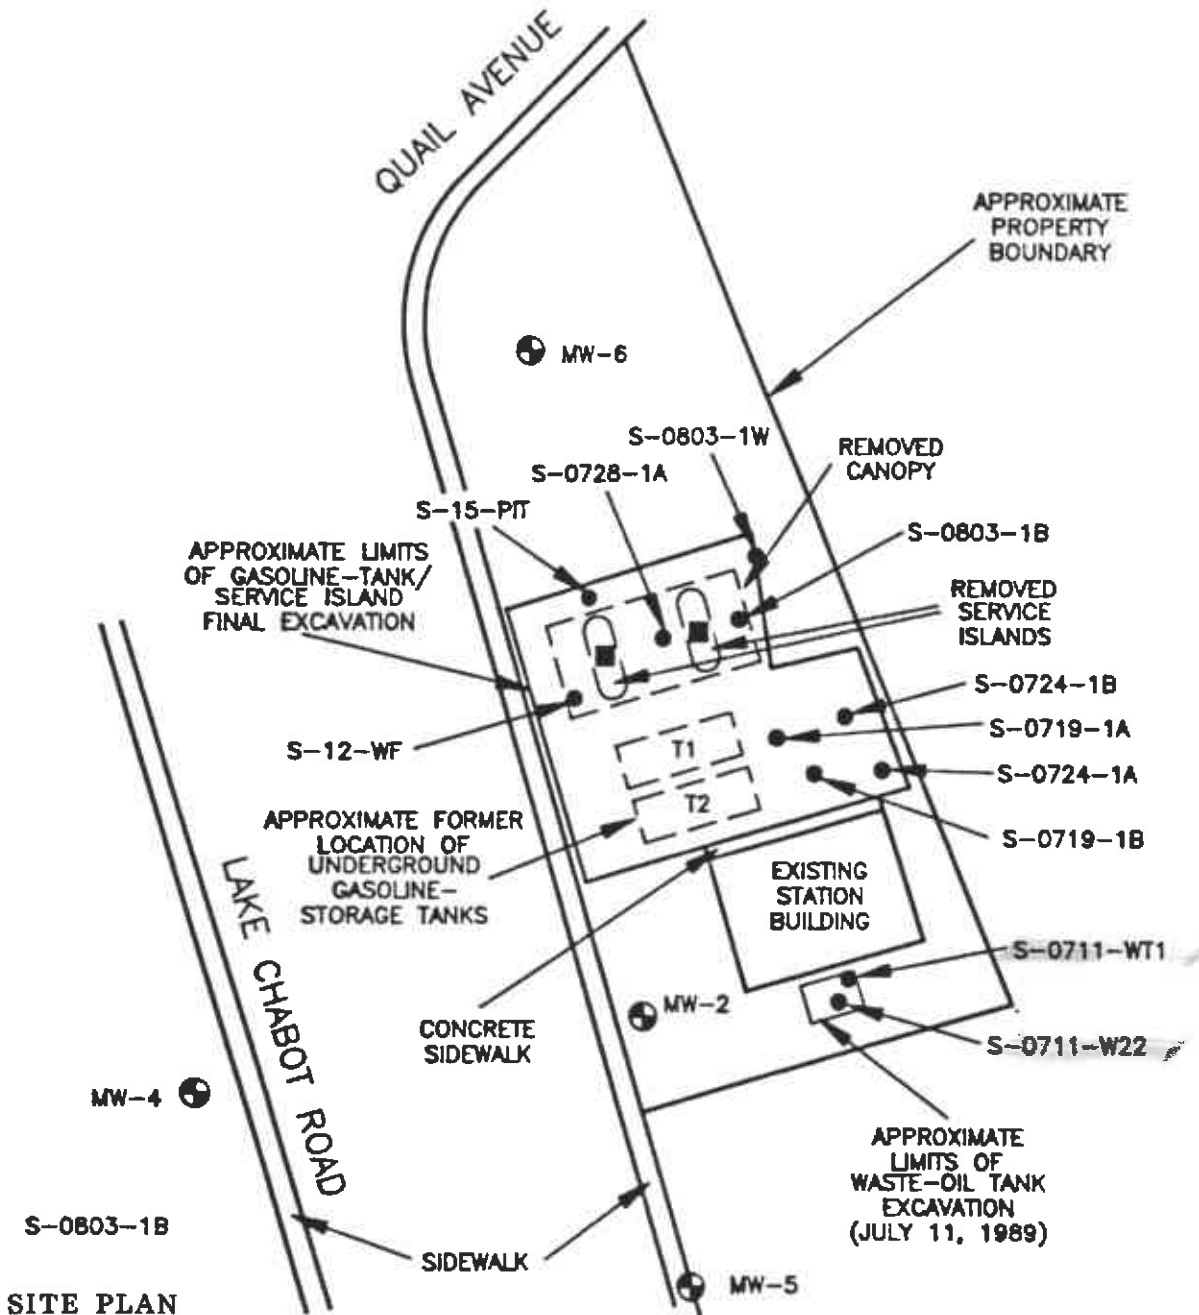 QUAIL AVENUE
APPROXIMATE
PROPERTY
BOUNDARY
MW-6
S-0803-1W
REMOVED
CANOPY
S-0728-1A
S-15-PIT
S-0803-1B
APPROXIMATE LIMITS
OF GASOLINE-TANK/
SERVICE ISLAND
FINAL EXCAVATION
REMOVED
SERVICE
ISLANDS
S-0724-1B
S-0719-1A
S-12-WF
T1
S-0724-1A
T2
APPROXIMATE FORMER
LOCATION OF
UNDERGROUND
GASOLINE-
STORAGE TANKS
S-0719-1B
EXISTING
STATION
BUILDING
LAKE CHABOT ROAD
S-0711-WT1
MW-2
CONCRETE
SIDEWALK
S-0711-W22
MW-4
APPROXIMATE
LIMITS OF
WASTE-OIL TANK
EXCAVATION
(JULY 11, 1989)
S-0803-1B
SIDEWALK
MW-5
SITE PLAN